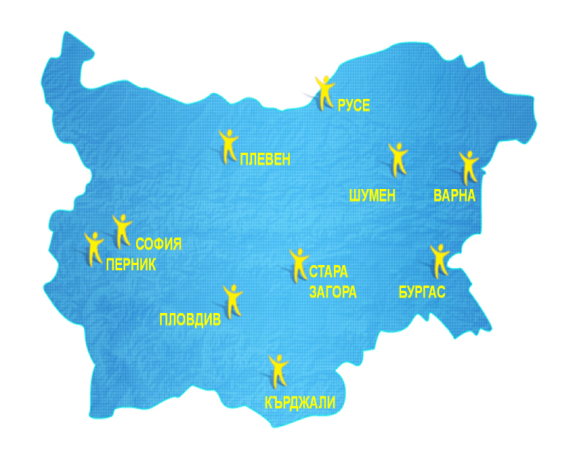 РУСЕ
ПЛЕВЕН
ШУМЕН
ВАРНА
СОФИЯ
ПЕРНИК
СТАРА
ЗАГОРА
БУРГАС
ПЛОВДИВ
КЪРДЖАЛИ